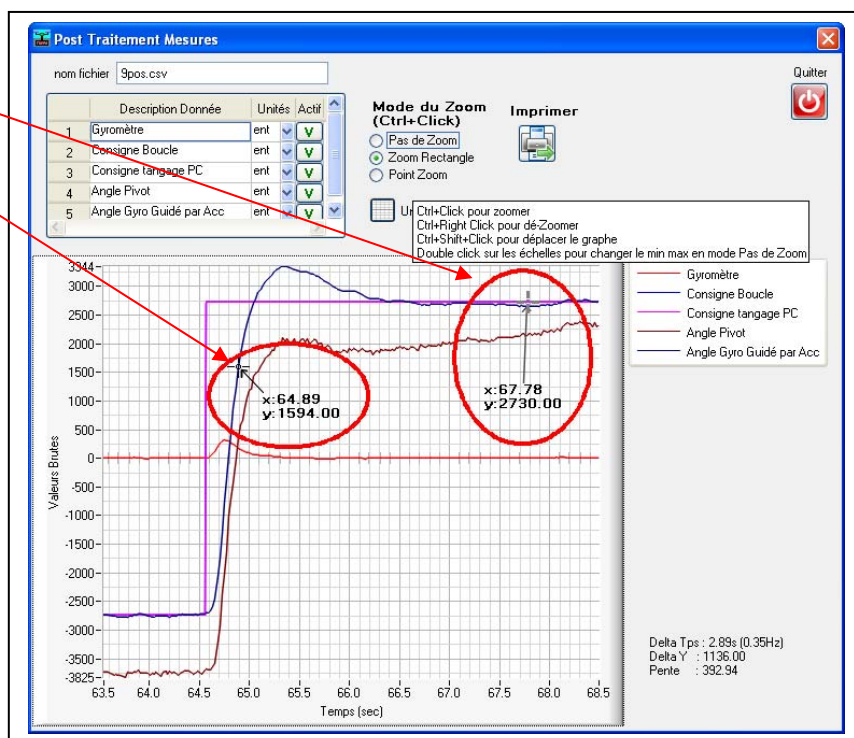 Post Traitement Mesures
nom fichier 9pos.csv
Quitter
Description Donnée Unités Actif
1 Gyromètre ent V
2 Consigne Boucle ent V
3 Consigne tangage PC ent V
4 Angle Pivot ent V
5 Angle Gyro Guidé par Acc ent V
Mode du Zoom
(Ctrl+Click)
Pas de Zoom
Zoom Rectangle
Point Zoom
Imprimer
Ctrl+Click pour zoomer
Ctrl+Right Click pour dé-Zoomer
Ctrl+Shift+Click pour déplacer le graphe
Double click sur les échelles pour changer le min max en mode Pas de Zoom
Gyromètre
Consigne Boucle
Consigne tangage PC
Angle Pivot
Angle Gyro Guidé par Acc
Valeurs Brutes
3344
3000
2500
2000
1500
1000
500
0
-500
-1000
-1500
-2000
-2500
-3000
-3500
-3825
x:64.89
y:1594.00
x:67.78
y:2730.00
63.5 64.0 64.5 65.0 65.5 66.0 66.5 67.0 67.5 68.0 68.5
Temps (sec)
Delta Tps : 2.89s (0.35Hz)
Delta Y : 1136.00
Pente : 392.94